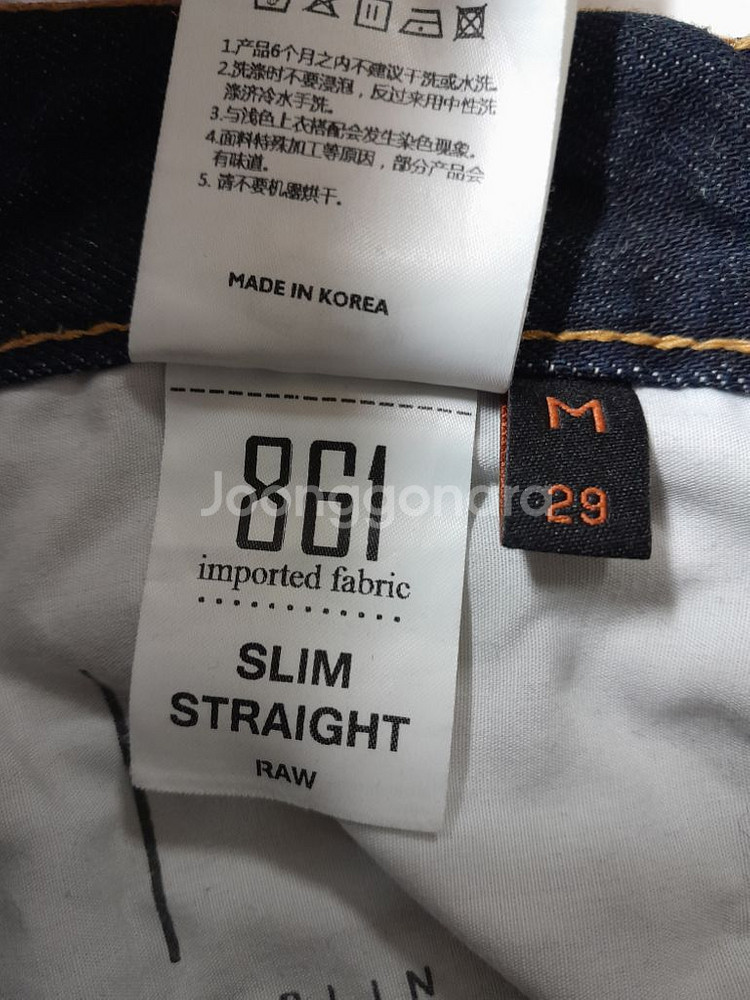 1.产品6个月之内不建议干洗或水洗.
2.洗涤时不要浸泡，反过来用中性洗
涤济冷水手洗.
3.与浅色上衣搭配会发生染色现象.
4.面料特殊加工等原因，部分产品会
有味道.
5. 请不要机器烘干.
MADE IN KOREA
M
29
861
Joonggonara
imported fabric
SLIM
STRAIGHT
RAW